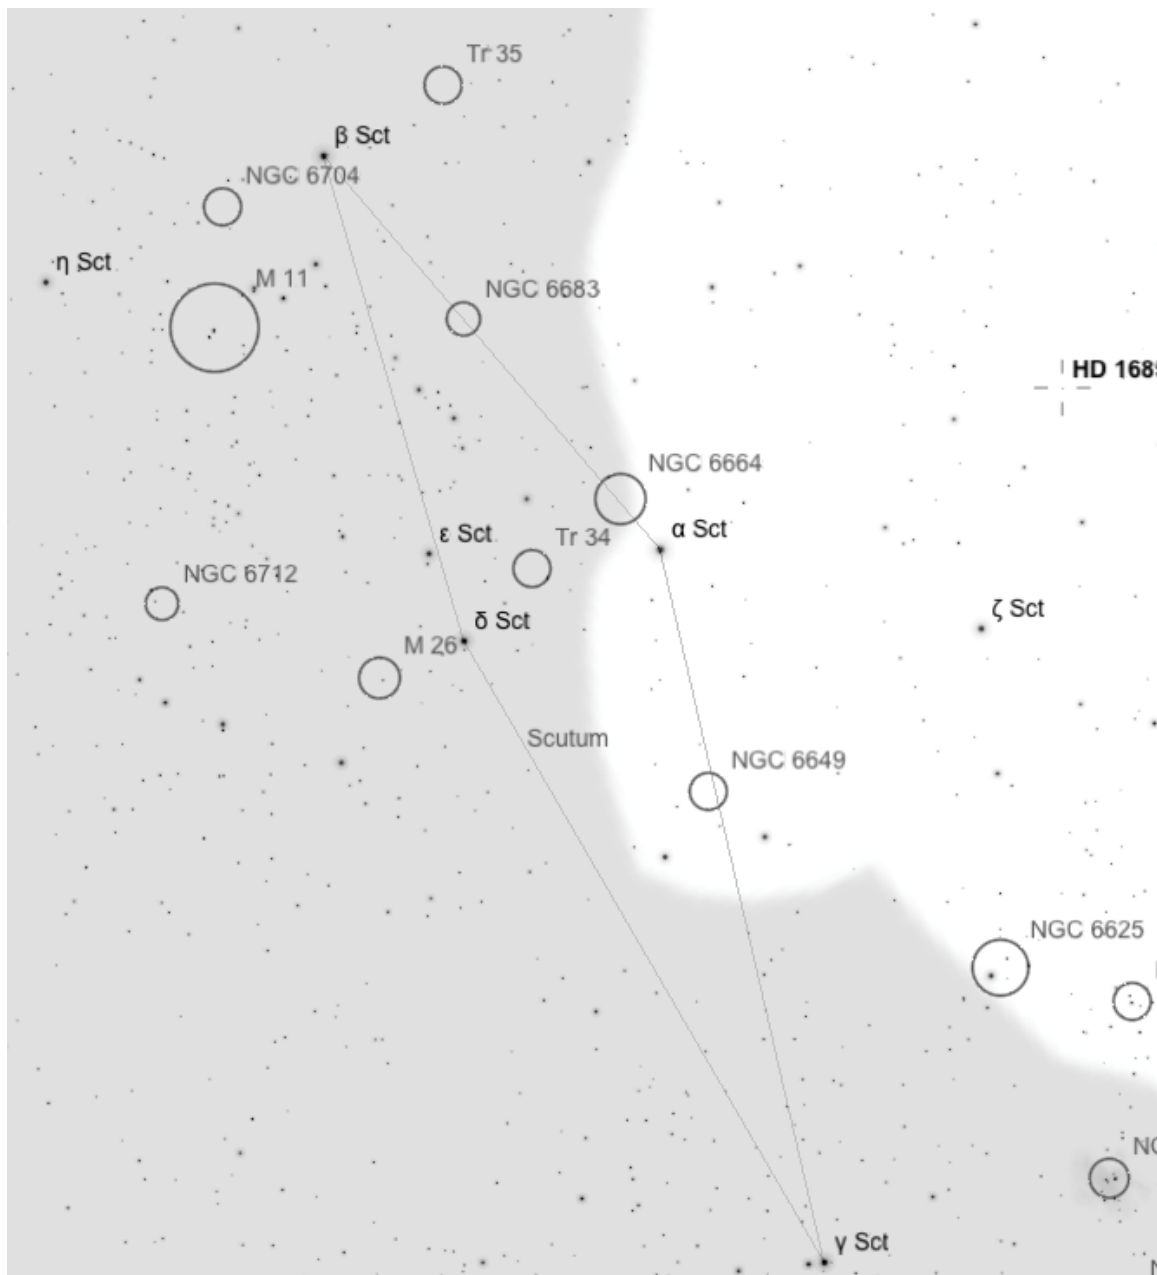 Tr 35
β Sct
NGC 6704
η Sct
M 11
NGC 6683
HD 168
NGC 6664
α Sct
ε Sct
Tr 34
NGC 6712
ζ Sct
δ Sct
M 26
Scutum
NGC 6649
NGC 6625
γ Sct